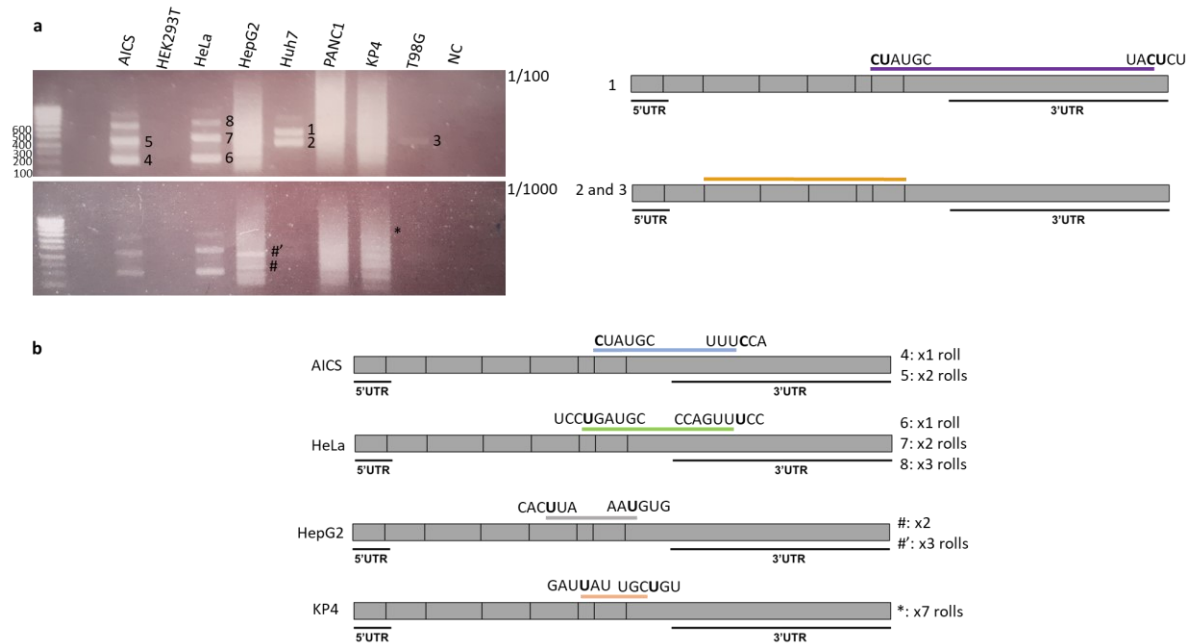 a
AICS
HEK293T
HeLa
HepG2
Huh7
PANC1
KP4
T98G
NC
1/100
600
500
400
300
200
100
5
4
8
7
6
1
2
3
1/1000
#'
#
*
1
CUAUGC UACUCU
5'UTR 3'UTR
2 and 3
5'UTR 3'UTR
b
AICS
CUAUGC UUUCCA
5'UTR 3'UTR
4: x1 roll
5: x2 rolls
HeLa
UCCUGAUGC CCAGUUUCC
5'UTR 3'UTR
6: x1 roll
7: x2 rolls
8: x3 rolls
HepG2
CACUUA AAUGUG
5'UTR 3'UTR
#: x2
#': x3 rolls
KP4
GAUUAU UGCUGU
5'UTR 3'UTR
*: x7 rolls